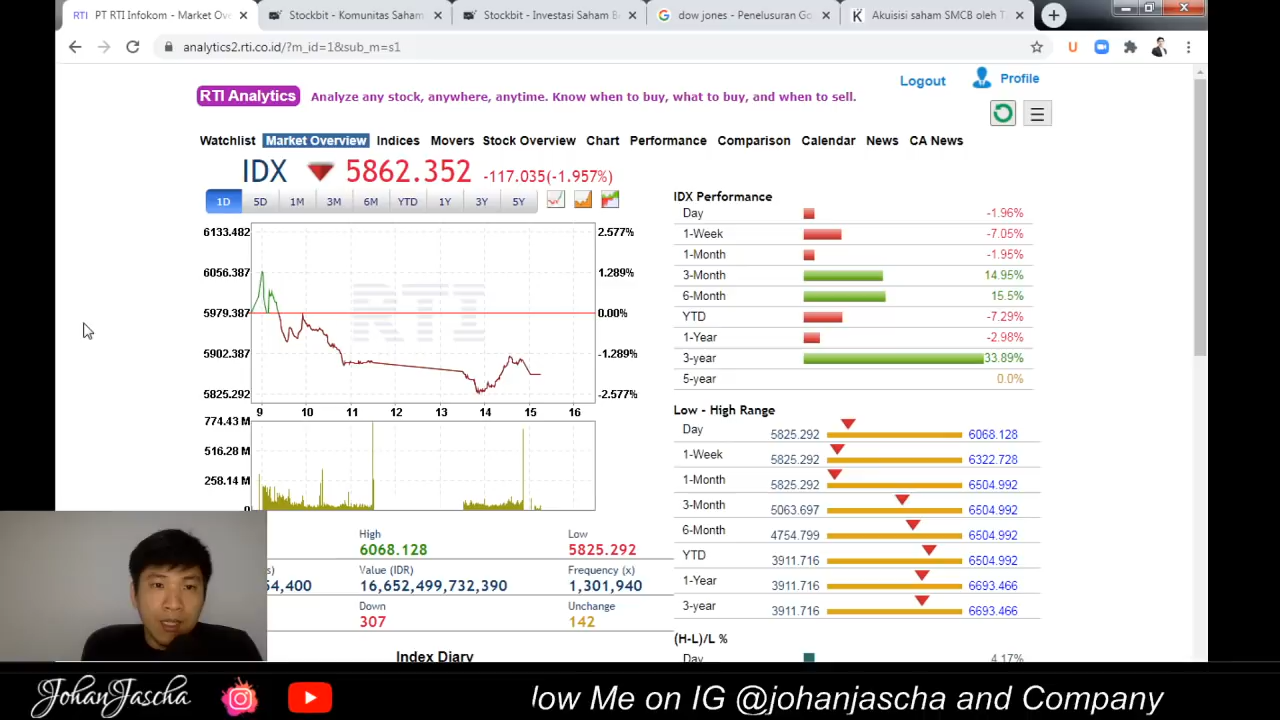 RTI PT RTI Infokom - Market Ove
Stockbit - Komunitas Saham
Stockbit - Investasi Saham B
dow jones - Penelusuran Go
Akuisisi saham SMCB oleh T
analytics2.rti.co.id/?m_id=1&sub_m=s1
Logout Profile
RTI Analytics Analyze any stock, anywhere, anytime. Know when to buy, what to buy, and when to sell.
Watchlist Market Overview Indices Movers Stock Overview Chart Performance Comparison Calendar News CA News
IDX 5862.352 -117.035(-1.957%)
1D 5D 1M 3M 6M YTD 1Y 3Y 5Y
6133.482 2.577%
6056.387 1.289%
5979.387 0.00%
5902.387 -1.289%
5825.292 -2.577%
RTI
9 10 11 12 13 14 15 16
774.43 M
516.28 M
258.14 M
0
High Low
6068.128 5825.292
s) Value (IDR) Frequency (x)
54,400 16,652,499,732,390 1,301,940
Down Unchange
307 142
Index Diary
IDX Performance
Day -1.96%
1-Week -7.05%
1-Month -1.95%
3-Month 14.95%
6-Month 15.5%
YTD -7.29%
1-Year -2.98%
3-year 33.89%
5-year 0.0%
Low - High Range
Day 5825.292 6068.128
1-Week 5825.292 6322.728
1-Month 5825.292 6504.992
3-Month 5063.697 6504.992
6-Month 4754.799 6504.992
YTD 3911.716 6504.992
1-Year 3911.716 6693.466
3-year 3911.716 6693.466
(H-L)/L %
Day 4.17%
JohanJascha
low Me on IG @johanjascha and Company